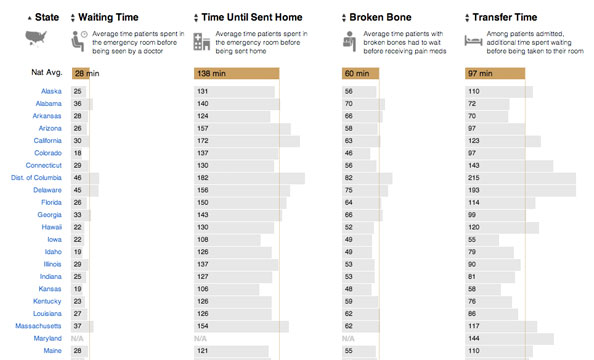 State Waiting Time Time Until Sent Home Broken Bone Transfer Time
Average time patients spent in Average time patients spent in Average time patients with Among patients admitted,
the emergency room before the emergency room before broken bones had to wait additional time spent waiting
being seen by a doctor being sent home before receiving pain meds before being taken to their room
Nat Avg. 28 min 138 min 60 min 97 min
Alaska 25 131 56 110
Alabama 36 140 70 72
Arkansas 28 124 66 70
Arizona 26 157 58 97
California 30 172 63 123
Colorado 18 137 46 97
Connecticut 29 130 56 143
Dist. of Columbia 46 182 82 215
Delaware 45 156 75 193
Florida 26 150 64 114
Georgia 33 143 66 99
Hawaii 22 130 52 120
Iowa 22 108 49 55
Idaho 19 126 49 79
Illinois 29 137 53 90
Indiana 25 127 53 81
Kansas 19 106 48 58
Kentucky 23 126 59 76
Louisiana 27 126 62 86
Massachusetts 37 154 62 117
Maryland N/A N/A N/A 144
Maine 28 121 55 110